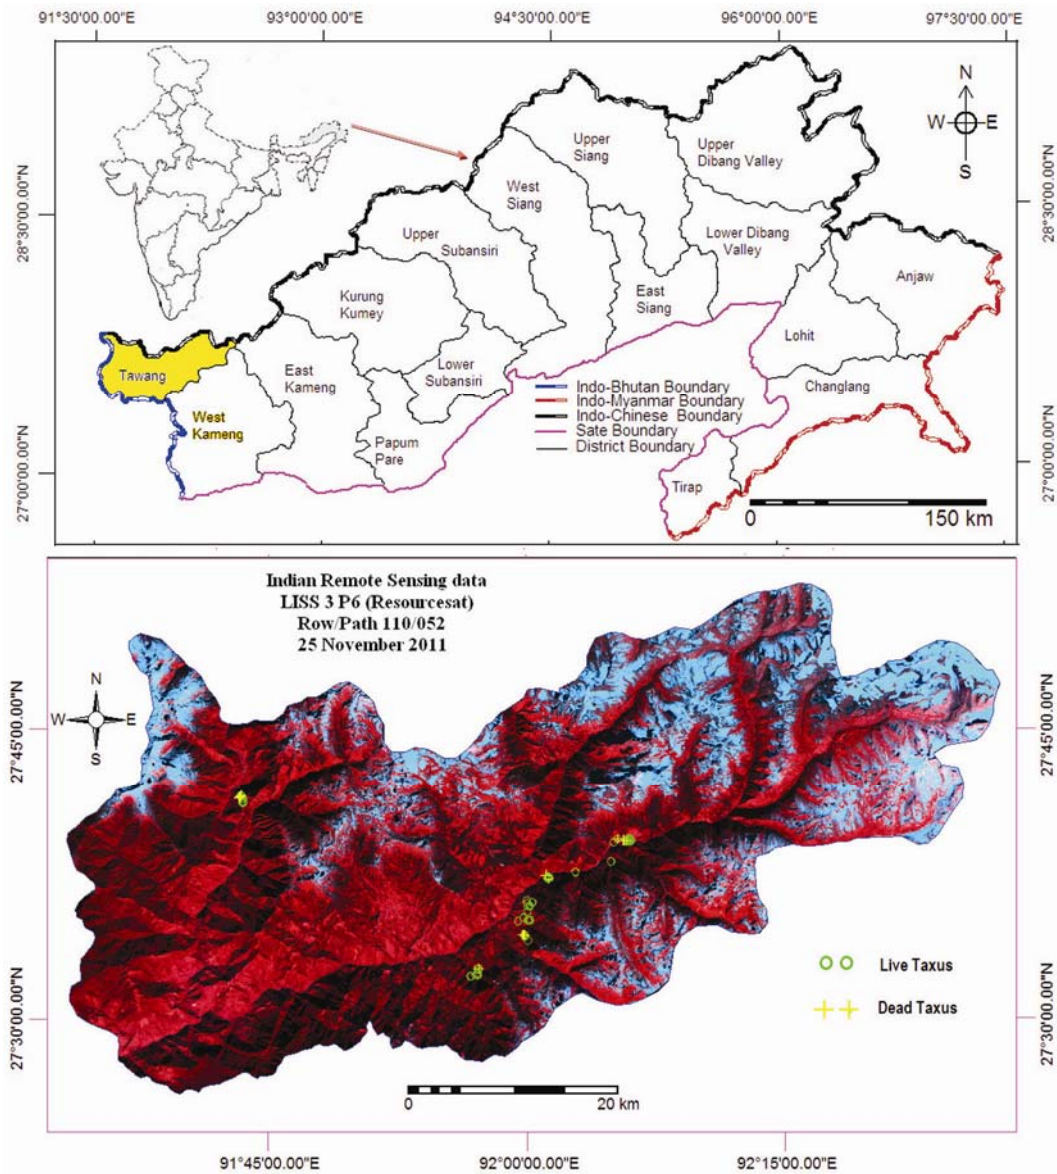 91°30'00.00"E 93°00'00.00"E 94°30'00.00"E 96°00'00.00"E 97°30'00.00"E
N
W E
S
28°30'00.00"N
28°30'00.00"N
27°00'00.00"N
27°00'00.00"N
Upper
Siang
Upper
Dibang Valley
West
Siang
Upper
Subansiri
Lower Dibang
Valley
Anjaw
Kurung
Kumey
East
Siang
Lohit
Tawang
East
Kameng
Lower
Subansiri
Changlang
West
Kameng
Papum
Pare
Tirap
Indo-Bhutan Boundary
Indo-Myanmar Boundary
Indo-Chinese Boundary
Sate Boundary
District Boundary
0 150 km
Indian Remote Sensing data
LISS 3 P6 (Resourcesat)
Row/Path 110/052
25 November 2011
N
W E
S
27°45'00.00"N
27°45'00.00"N
27°30'00.00"N
27°30'00.00"N
Live Taxus
Dead Taxus
0 20 km
91°45'00.00"E 92°00'00.00"E 92°15'00.00"E